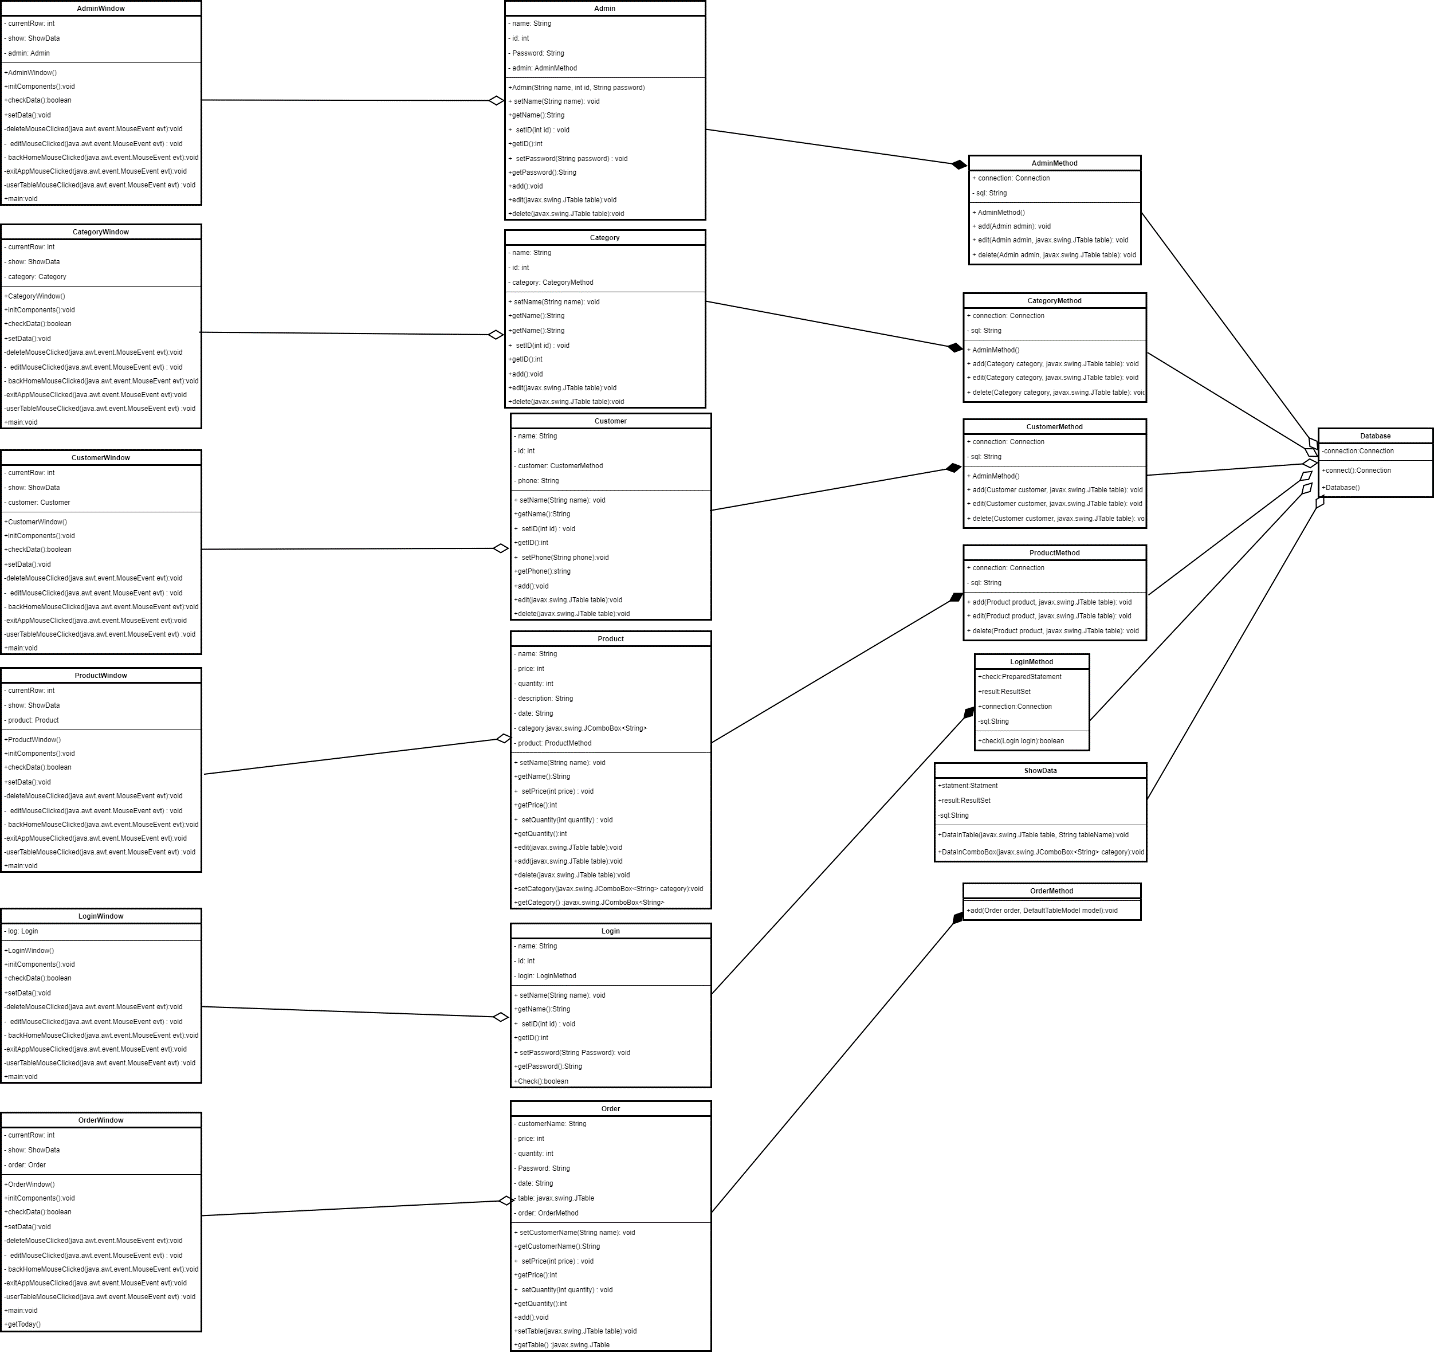 AdminWindow
- currentRow: int
- show: ShowData
- admin: Admin
+AdminWindow()
+initComponents():void
+checkData():boolean
+setData():void
-deleteMouseClicked(java.awt.event.MouseEvent evt):void
- editMouseClicked(java.awt.event.MouseEvent evt) : void
- backHomeMouseClicked(java.awt.event.MouseEvent evt):void
-exitAppMouseClicked(java.awt.event.MouseEvent evt):void
-userTableMouseClicked(java.awt.event.MouseEvent evt) :void
+main:void
CategoryWindow
- currentRow: int
- show: ShowData
- category: Category
+CategoryWindow()
+initComponents():void
+checkData():boolean
+setData():void
-deleteMouseClicked(java.awt.event.MouseEvent evt):void
- editMouseClicked(java.awt.event.MouseEvent evt) : void
- backHomeMouseClicked(java.awt.event.MouseEvent evt):void
-exitAppMouseClicked(java.awt.event.MouseEvent evt):void
-userTableMouseClicked(java.awt.event.MouseEvent evt) :void
+main:void
CustomerWindow
- currentRow: int
- show: ShowData
- customer: Customer
+CustomerWindow()
+initComponents():void
+checkData():boolean
+setData():void
-deleteMouseClicked(java.awt.event.MouseEvent evt):void
- editMouseClicked(java.awt.event.MouseEvent evt) : void
- backHomeMouseClicked(java.awt.event.MouseEvent evt):void
-exitAppMouseClicked(java.awt.event.MouseEvent evt):void
-userTableMouseClicked(java.awt.event.MouseEvent evt) :void
+main:void
ProductWindow
- currentRow: int
- show: ShowData
- product: Product
+ProductWindow()
+initComponents():void
+checkData():boolean
+setData():void
-deleteMouseClicked(java.awt.event.MouseEvent evt):void
- editMouseClicked(java.awt.event.MouseEvent evt) : void
- backHomeMouseClicked(java.awt.event.MouseEvent evt):void
-exitAppMouseClicked(java.awt.event.MouseEvent evt):void
-userTableMouseClicked(java.awt.event.MouseEvent evt) :void
+main:void
LoginWindow
- log: Login
+LoginWindow()
+initComponents():void
+checkData():boolean
+setData():void
-deleteMouseClicked(java.awt.event.MouseEvent evt):void
- editMouseClicked(java.awt.event.MouseEvent evt) : void
- backHomeMouseClicked(java.awt.event.MouseEvent evt):void
-exitAppMouseClicked(java.awt.event.MouseEvent evt):void
-userTableMouseClicked(java.awt.event.MouseEvent evt) :void
+main:void
OrderWindow
- currentRow: int
- show: ShowData
- order: Order
+OrderWindow()
+initComponents():void
+checkData():boolean
+setData():void
-deleteMouseClicked(java.awt.event.MouseEvent evt):void
- editMouseClicked(java.awt.event.MouseEvent evt) : void
- backHomeMouseClicked(java.awt.event.MouseEvent evt):void
-exitAppMouseClicked(java.awt.event.MouseEvent evt):void
-userTableMouseClicked(java.awt.event.MouseEvent evt) :void
+main:void
+getToday()
Admin
- name: String
- id: int
- Password: String
- admin: AdminMethod
+Admin(String name, int id, String password)
+ setName(String name): void
+getName():String
+ setID(int id) : void
+getID():int
+ setPassword(String password) : void
+getPassword():String
+add():void
+edit(javax.swing.JTable table):void
+delete(javax.swing.JTable table):void
Category
- name: String
- id: int
- category: CategoryMethod
+ setName(String name): void
+getName():String
+getName():String
+ setID(int id) : void
+getID():int
+add():void
+edit(javax.swing.JTable table):void
+delete(javax.swing.JTable table):void
Customer
- name: String
- id: int
- customer: CustomerMethod
- phone: String
+ setName(String name): void
+getName():String
+ setID(int id) : void
+getID():int
+ setPhone(String phone):void
+getPhone():string
+add():void
+edit(javax.swing.JTable table):void
+delete(javax.swing.JTable table):void
Product
- name: String
- price: int
- quantity: int
- description: String
- date: String
- category:javax.swing.JComboBox<String>
- product: ProductMethod
+ setName(String name): void
+getName():String
+ setPrice(int price) : void
+getPrice():int
+ setQuantity(int quantity) : void
+getQuantity():int
+edit(javax.swing.JTable table):void
+add(javax.swing.JTable table):void
+delete(javax.swing.JTable table):void
+setCategory(javax.swing.JComboBox<String> category):void
+getCategory() :javax.swing.JComboBox<String>
Login
- name: String
- id: int
- login: LoginMethod
+ setName(String name): void
+getName():String
+ setID(int id) : void
+getID():int
+ setPassword(String Password): void
+getPassword():String
+Check():boolean
Order
- customerName: String
- price: int
- quantity: int
- Password: String
- date: String
- table: javax.swing.JTable
- order: OrderMethod
+ setCustomerName(String name): void
+getCustomerName():String
+ setPrice(int price) : void
+getPrice():int
+ setQuantity(int quantity) : void
+getQuantity():int
+add():void
+setTable(javax.swing.JTable table):void
+getTable() :javax.swing.JTable
AdminMethod
+ connection: Connection
- sql: String
+ AdminMethod()
+ add(Admin admin): void
+ edit(Admin admin, javax.swing.JTable table): void
+ delete(Admin admin, javax.swing.JTable table): void
CategoryMethod
+ connection: Connection
- sql: String
+ AdminMethod()
+ add(Category category, javax.swing.JTable table): void
+ edit(Category category, javax.swing.JTable table): void
+ delete(Category category, javax.swing.JTable table): void
CustomerMethod
+ connection: Connection
- sql: String
+ AdminMethod()
+ add(Customer customer, javax.swing.JTable table): void
+ edit(Customer customer, javax.swing.JTable table): void
+ delete(Customer customer, javax.swing.JTable table): vo
ProductMethod
+ connection: Connection
- sql: String
+ add(Product product, javax.swing.JTable table): void
+ edit(Product product, javax.swing.JTable table): void
+ delete(Product product, javax.swing.JTable table): void
LoginMethod
+check:PreparedStatement
+result:ResultSet
+connection:Connection
-sql:String
+check(Login login):boolean
ShowData
+statment:Statment
+result:ResultSet
-sql:String
+DataInTable(javax.swing.JTable table, String tableName):void
+DataInComboBox(javax.swing.JComboBox<String> category):void
OrderMethod
+add(Order order, DefaultTableModel model):void
Database
-connection:Connection
+connect():Connection
+Database()